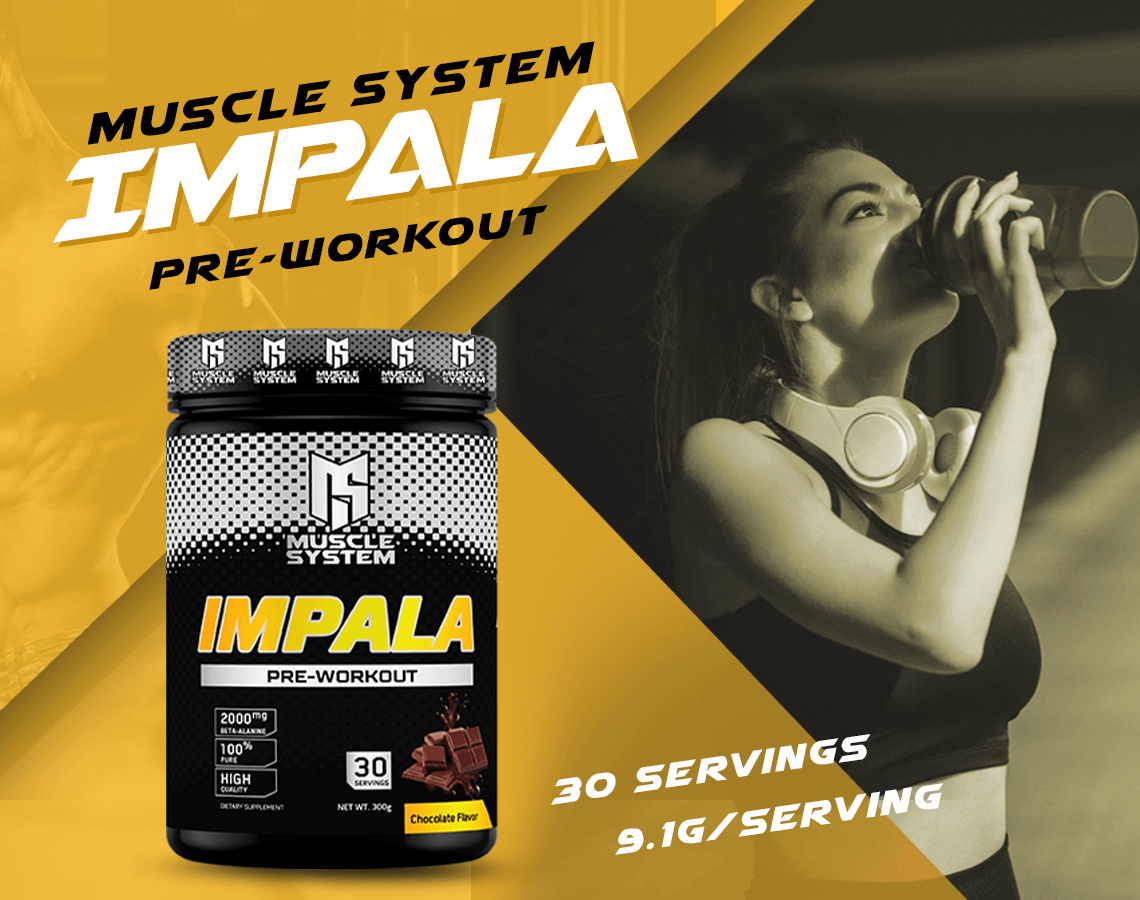 MUSCLE SYSTEM
IMPALA
PRE-WORKOUT
MUSCLE SYSTEM
MUSCLE SYSTEM
MUSCLE SYSTEM
MUSCLE SYSTEM
MUSCLE SYSTEM
MUSCLE
SYSTEM
IMPALA
PRE-WORKOUT
2000mg
BETA-ALANINE
100%
PURE
HIGH
QUALITY
DIETARY SUPPLEMENT
30
SERVINGS
NET WT. 300g
Chocolate Flavor
30 SERVINGS
9.1G/SERVING